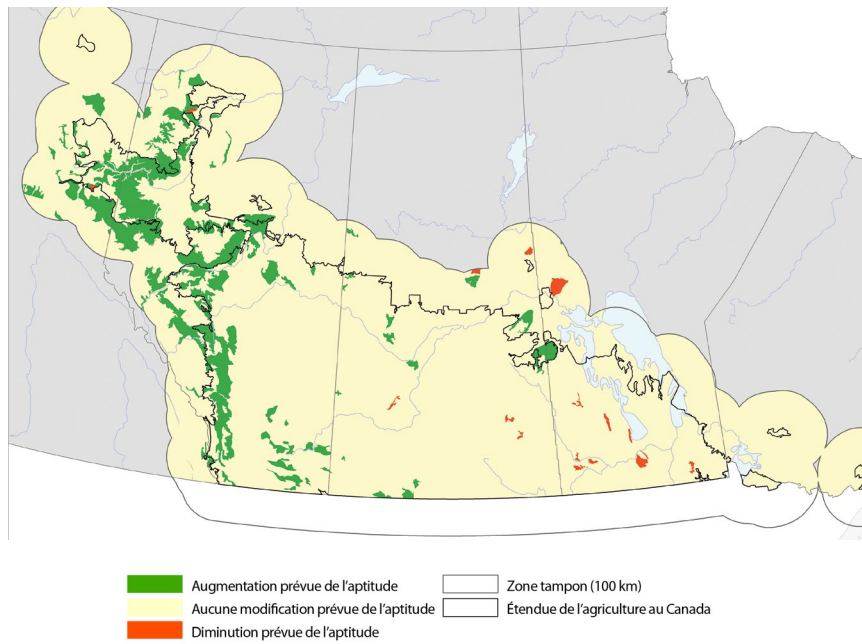 Augmentation prévue de l'aptitude
Aucune modification prévue de l'aptitude
Diminution prévue de l'aptitude
Zone tampon (100 km)
Étendue de l'agriculture au Canada